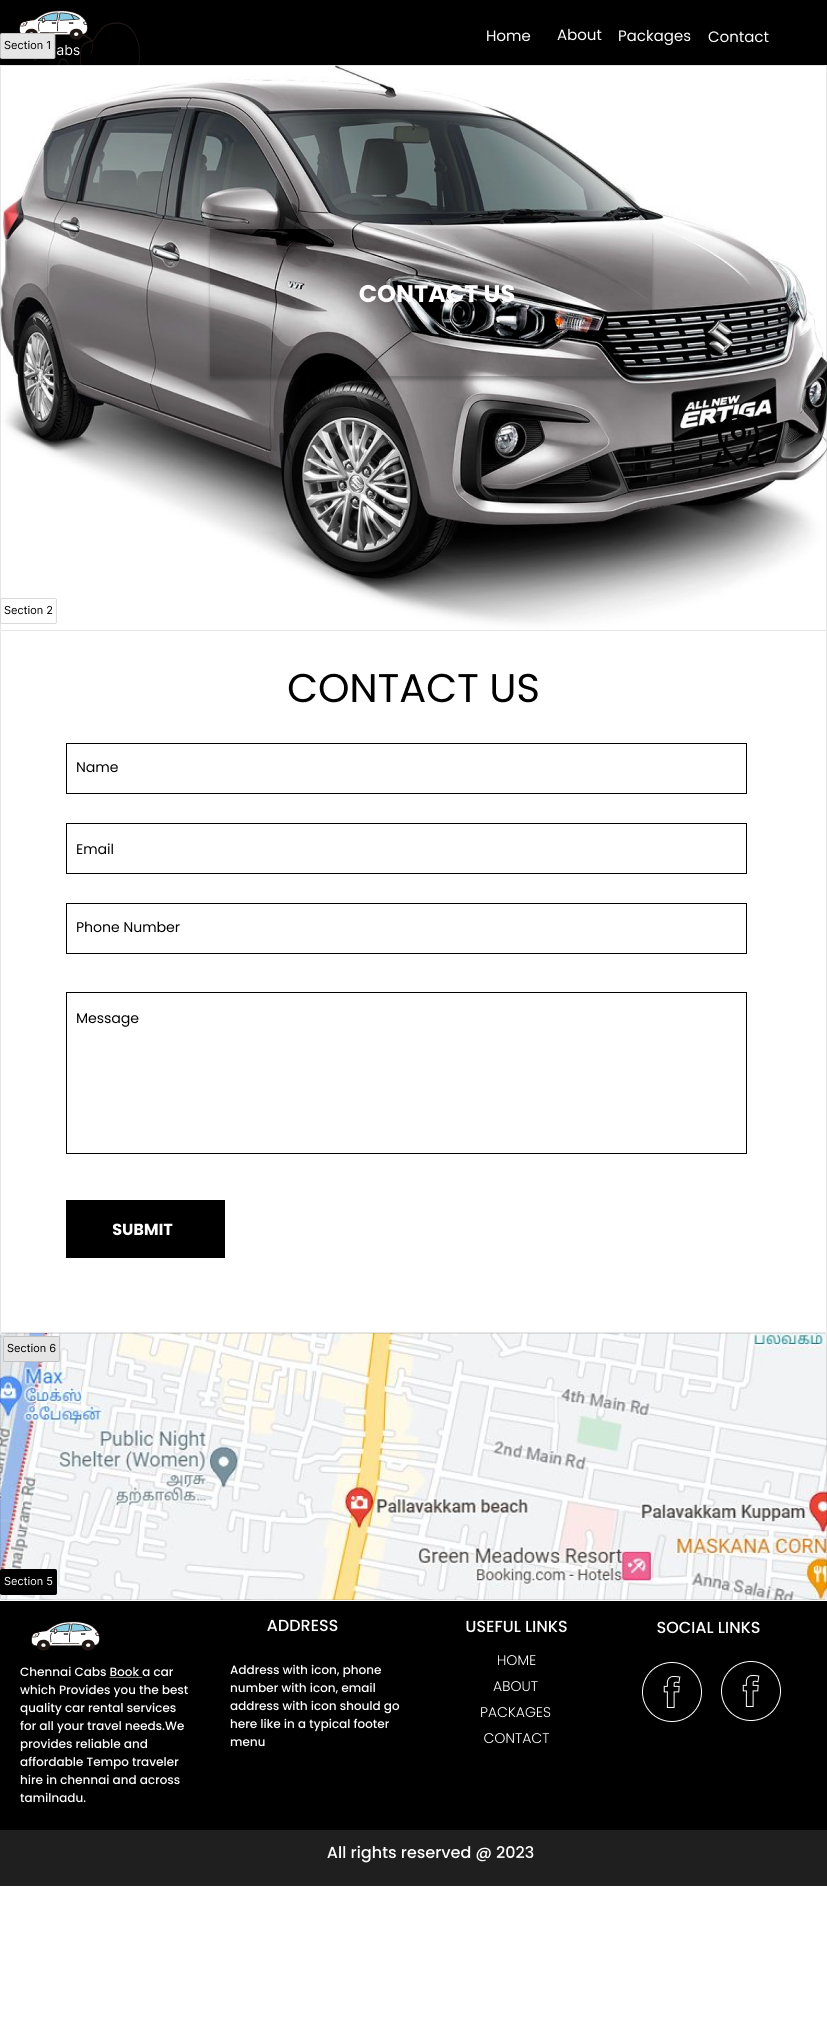 Section 1
abs
Home
About
Packages
Contact
VVT
CONTACT US
ALL NEW
ERTIGA
Section 2
CONTACT US
Name
Email
Phone Number
Message
SUBMIT
Section 6
Max
மேக்ஸ்
ஃபேஷன்
Public Night
Shelter (Women)
அரசு
தற்காலிக...
4th Main Rd
2nd Main Rd
Pallavakkam beach
Palavakkam Kuppam
MASKANA CORN
Green Meadows Resort
Booking.com - Hotels
Anna Salai Rd
naipuram Rd
Section 5
Chennai Cabs Book a car
which Provides you the best
quality car rental services
for all your travel needs.We
provides reliable and
affordable Tempo traveler
hire in chennai and across
tamilnadu.
ADDRESS
Address with icon, phone
number with icon, email
address with icon should go
here like in a typical footer
menu
USEFUL LINKS
HOME
ABOUT
PACKAGES
CONTACT
SOCIAL LINKS
All rights reserved @ 2023